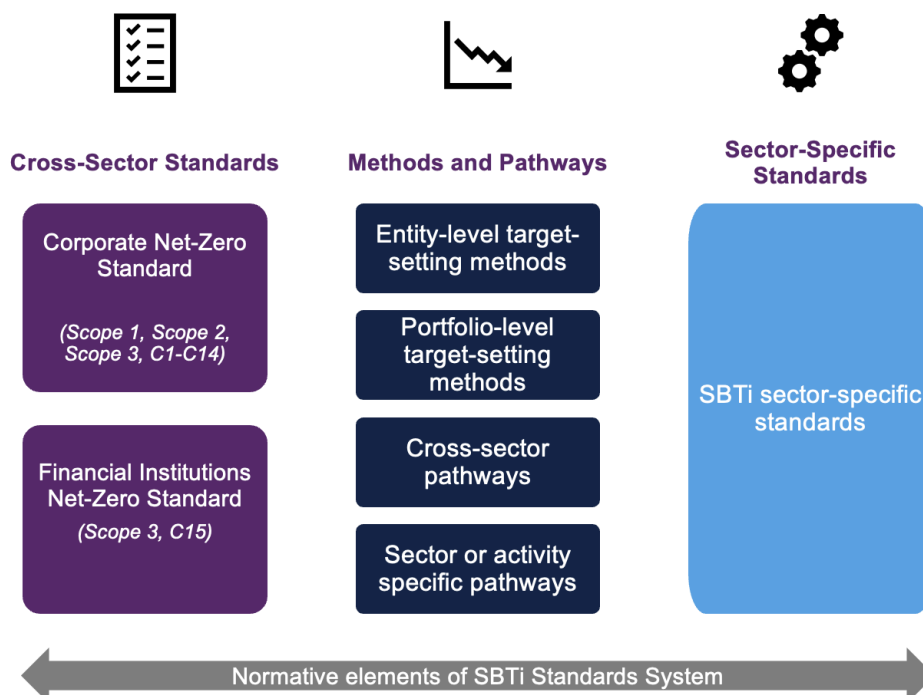 Cross-Sector Standards
Corporate Net-Zero
Standard
(Scope 1, Scope 2,
Scope 3, C1-C14)
Financial Institutions
Net-Zero Standard
(Scope 3, C15)
Methods and Pathways
Entity-level target-
setting methods
Portfolio-level
target-setting
methods
Cross-sector
pathways
Sector or activity
specific pathways
Sector-Specific
Standards
SBTi sector-specific
standards
Normative elements of SBTi Standards System